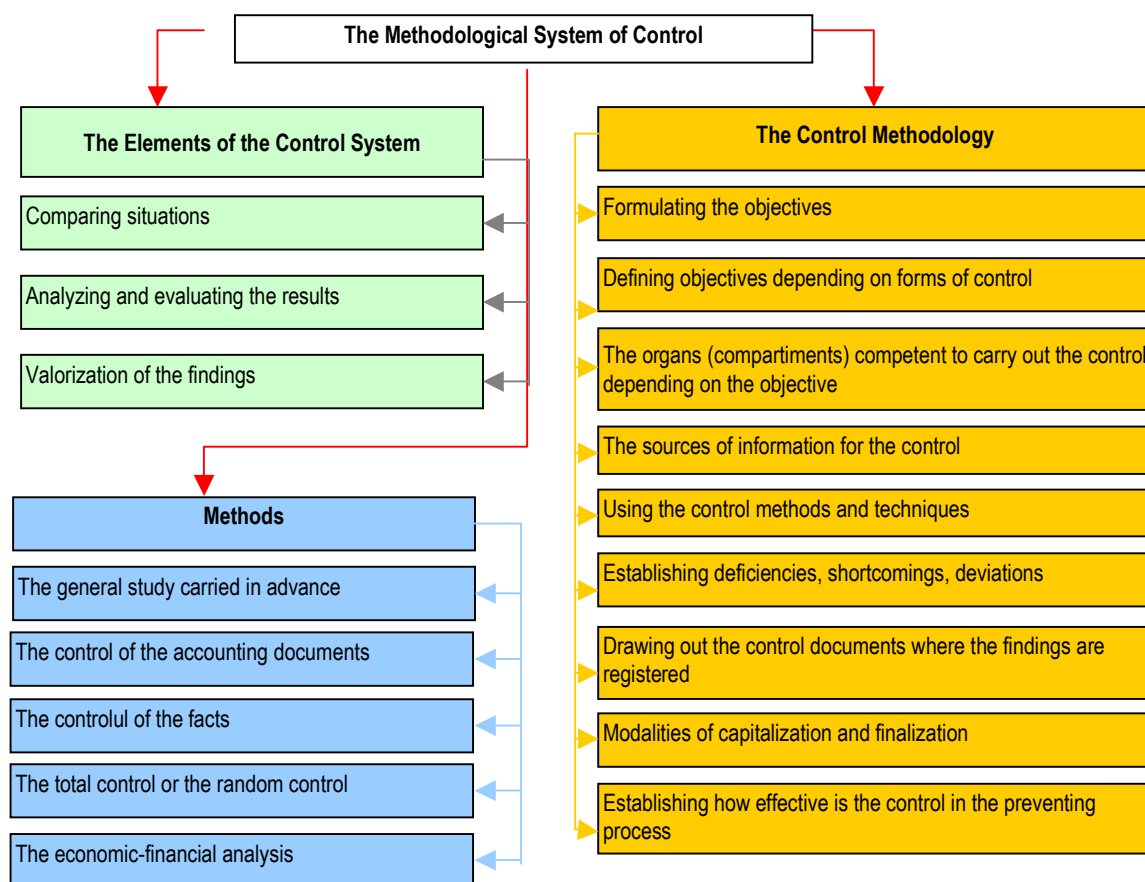 The Methodological System of Control
The Elements of the Control System
Comparing situations
Analyzing and evaluating the results
Valorization of the findings
Methods
The general study carried in advance
The control of the accounting documents
The controlul of the facts
The total control or the random control
The economic-financial analysis
The Control Methodology
Formulating the objectives
Defining objectives depending on forms of control
The organs (compartiments) competent to carry out the control
depending on the objective
The sources of information for the control
Using the control methods and techniques
Establishing deficiencies, shortcomings, deviations
Drawing out the control documents where the findings are
registered
Modalities of capitalization and finalization
Establishing how effective is the control in the preventing
process